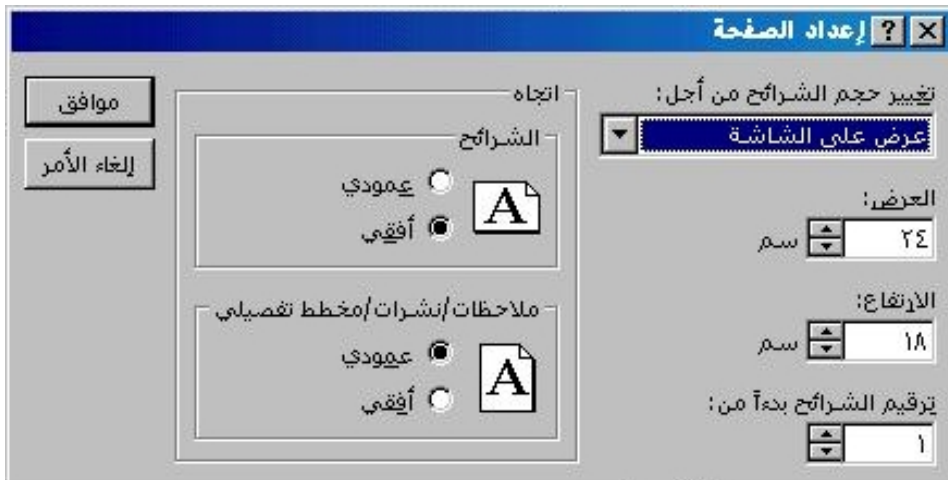 إعداد الصفحة
تغيير حجم الشرائح من أجل:
عرض على الشاشة
العرض:
٢٤ سم
الارتفاع:
١٨ سم
ترقيم الشرائح بدءاً من:
١
اتجاه
الشرائح
عمودي
أفقي
A
ملاحظات/نشرات/مخطط تفصيلي
عمودي
أفقي
A
موافق
إلغاء الأمر